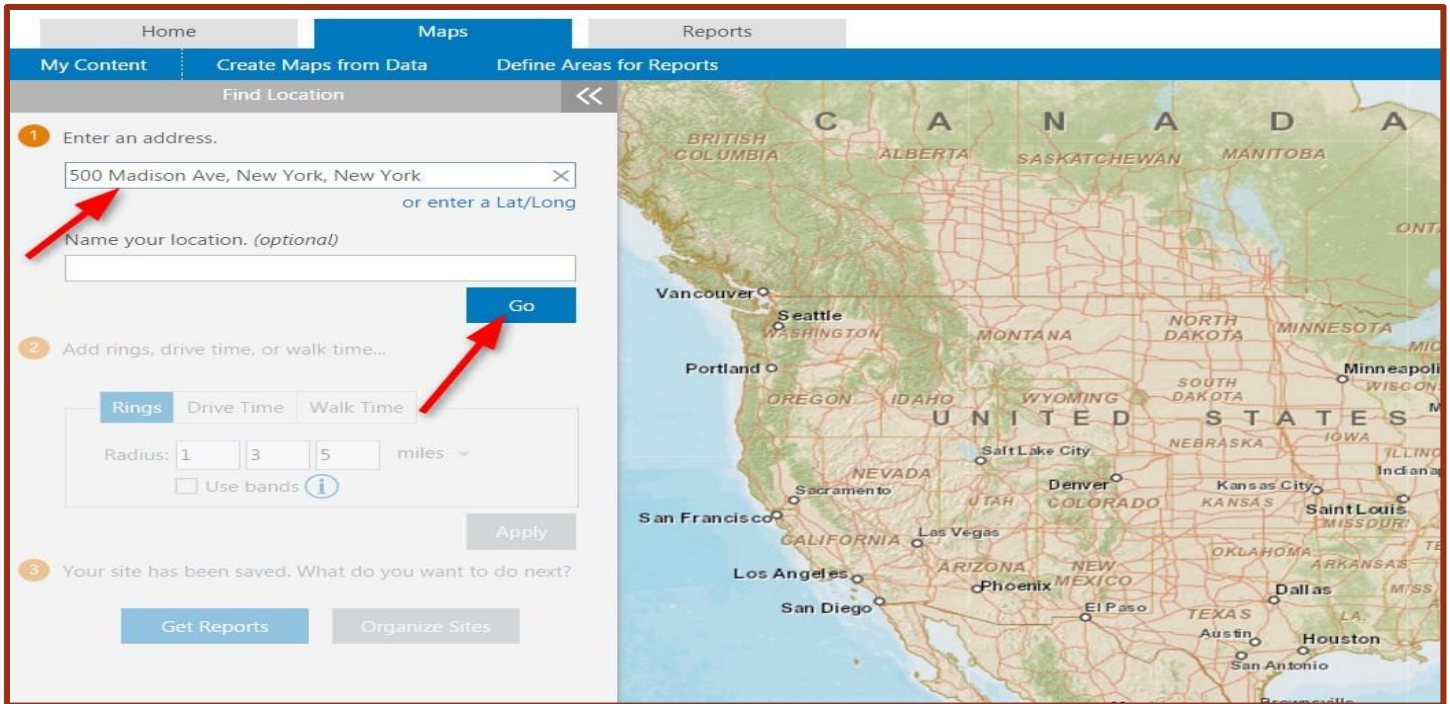 Home Maps Reports
My Content Create Maps from Data Define Areas for Reports
Find Location
1 Enter an address.
500 Madison Ave, New York, New York
or enter a Lat/Long
Name your location. (optional)
Go
2 Add rings, drive time, or walk time...
Rings Drive Time Walk Time
Radius: 1 3 5 miles
Use bands i
Apply
3 Your site has been saved. What do you want to do next?
Get Reports Organize Sites
CANADA
BRITISH
COLUMBIA
ALBERTA
SASKATCHEWAN
MANITOBA
ONT
Vancouver
Seattle
WASHINGTON
MONTANA
NORTH
DAKOTA
MINNESOTA
Portland
Minneapoli
SOUTH
DAKOTA
WISCON
OREGON
IDAHO
WYOMING
UNITED STATES
NEBRASKA
IOWA
Salt Lake City
ILLINO
NEVADA
Indianap
Sacramento
UTAH
Denver
COLORADO
Kansas City
KANSAS
Saint Louis
MISSOURI
San Francisco
CALIFORNIA
Las Vegas
OKLAHOMA
ARKANSAS
Los Angeles
ARIZONA
NEW
MEXICO
Phoenix
Dallas
MISS
San Diego
El Paso
TEXAS
LA
Austin
Houston
San Antonio